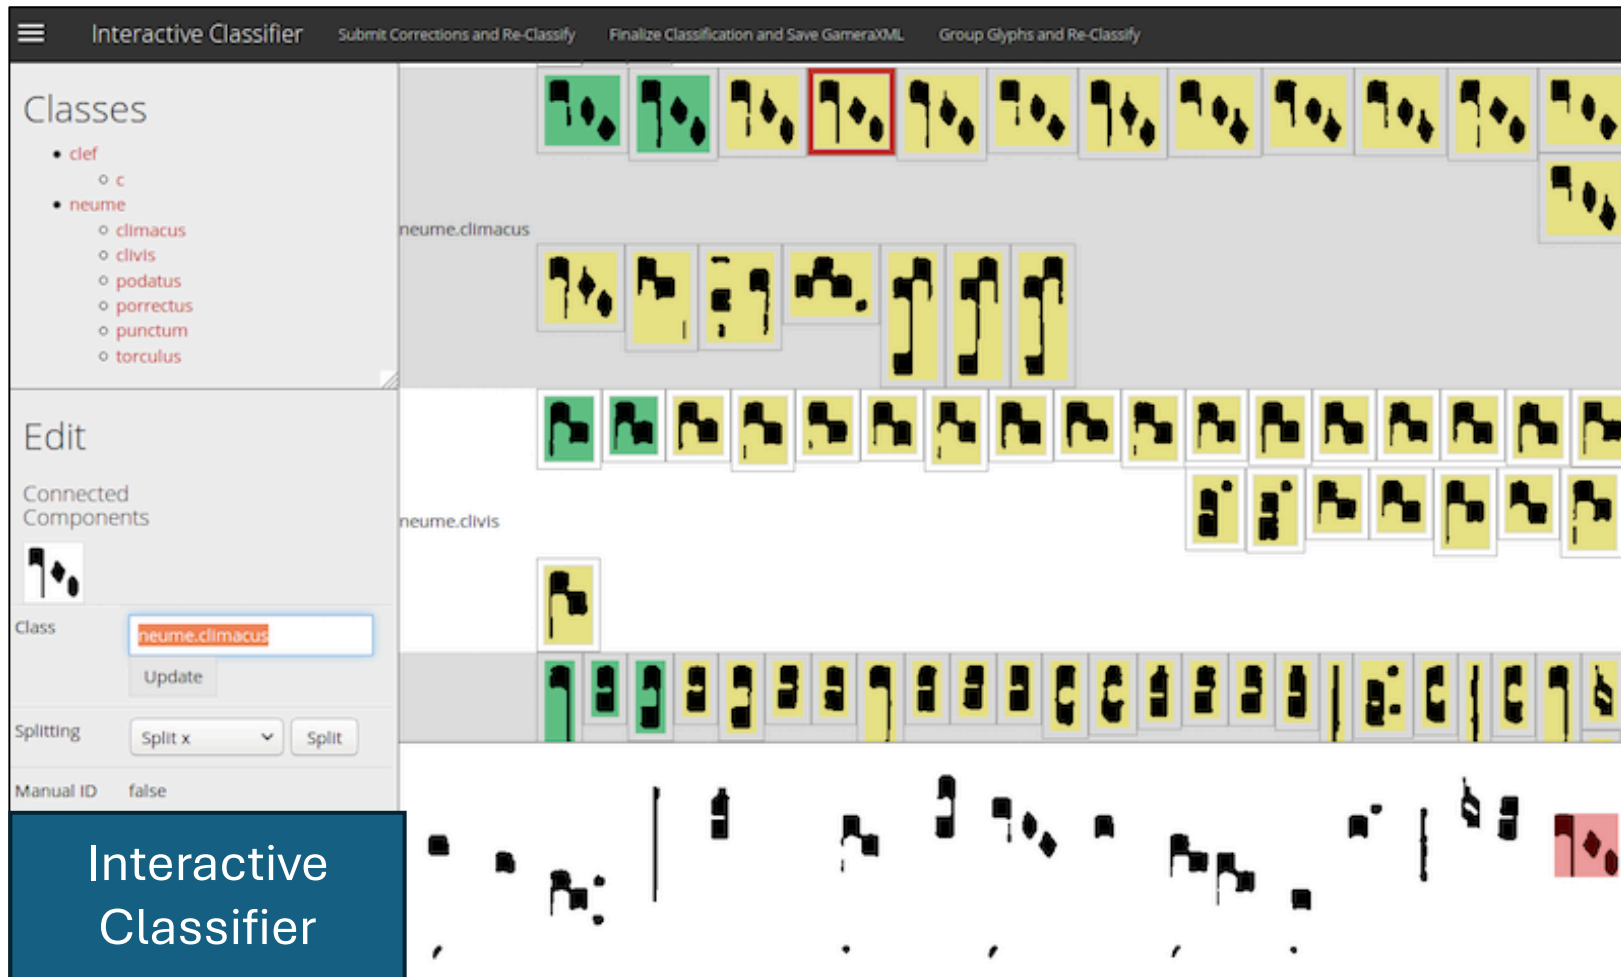 Interactive Classifier
Submit Corrections and Re-Classify
Finalize Classification and Save GameraXML
Group Glyphs and Re-Classify
Classes
clef
c
neume
climacus
clivis
podatus
porrectus
punctum
torculus
neume.climacus
neume.clivis
Edit
Connected
Components
Class
neume.climacus
Update
Splitting
Split x
Split
Manual ID
false
Interactive
Classifier